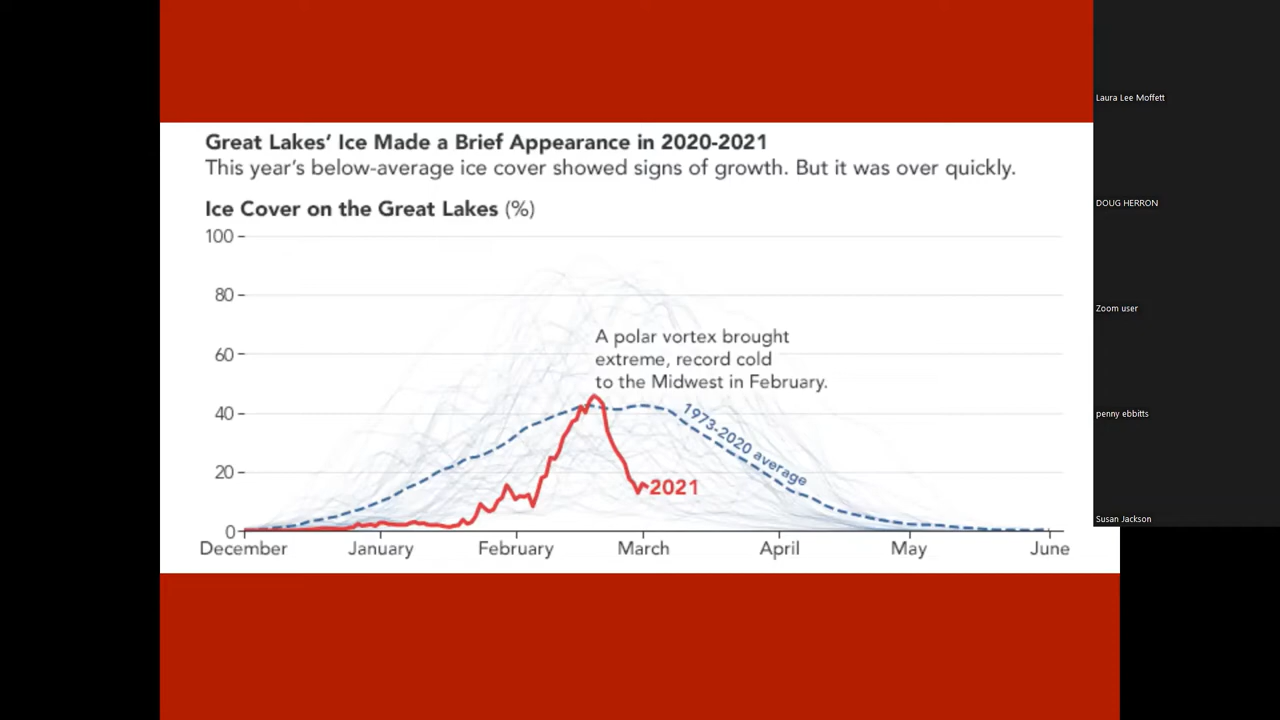 Great Lakes' Ice Made a Brief Appearance in 2020-2021
This year's below-average ice cover showed signs of growth. But it was over quickly.
Ice Cover on the Great Lakes (%)
100
80
60
40
20
0
A polar vortex brought
extreme, record cold
to the Midwest in February.
1973-2020 average
2021
December January February March April May June
Laura Lee Moffett
DOUG HERRON
Zoom user
penny ebbitts
Susan Jackson